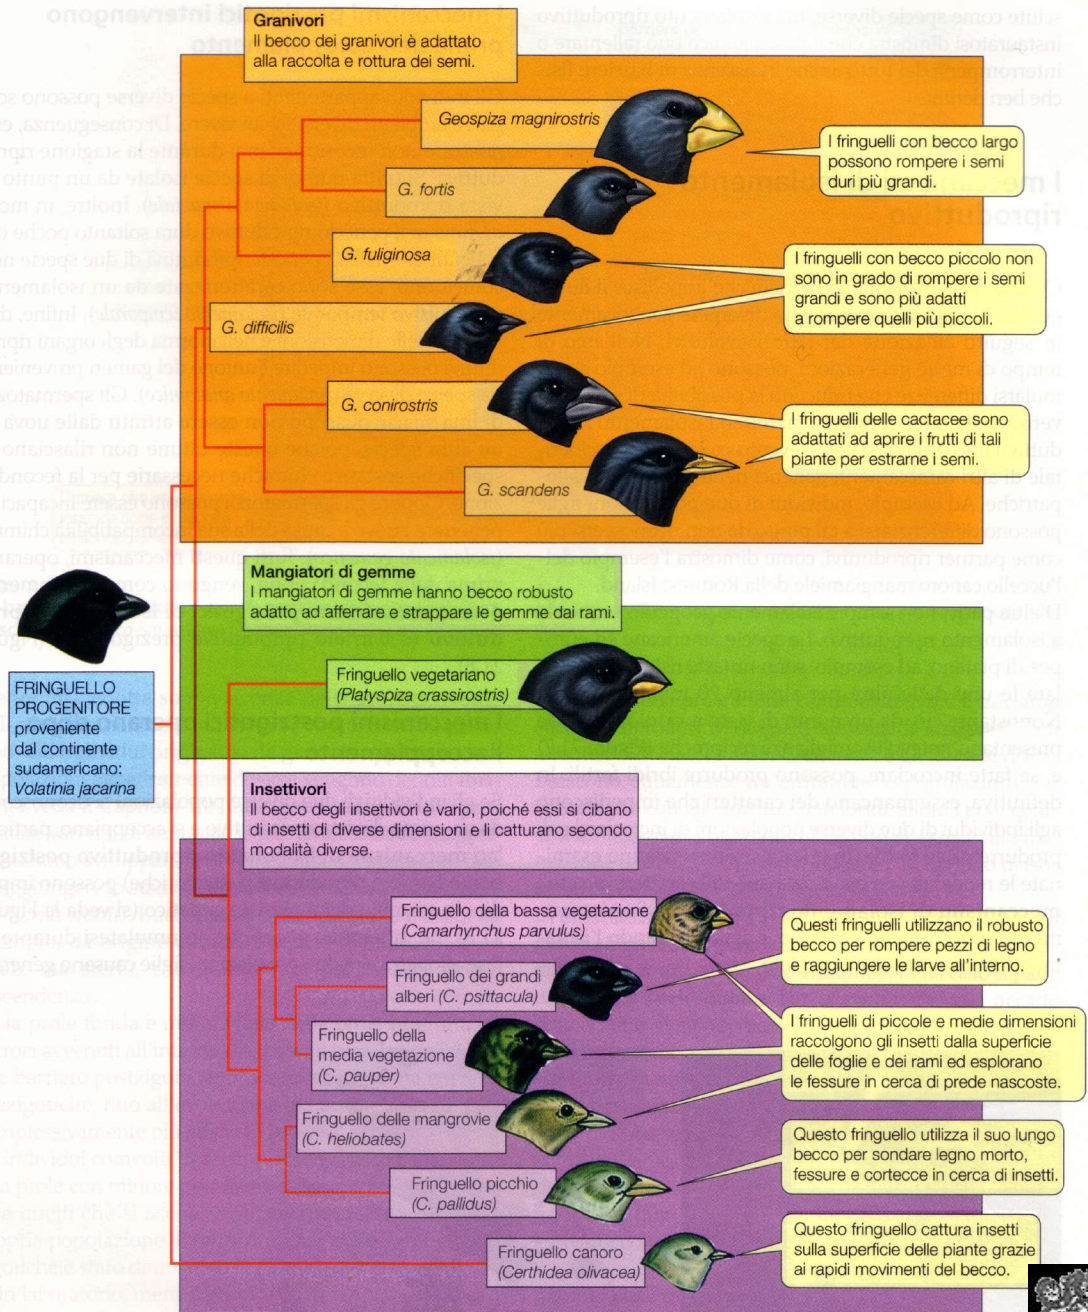 Granivori
Il becco dei granivori è adattato
alla raccolta e rottura dei semi.
Geospiza magnirostris
I fringuelli con becco largo
possono rompere i semi
duri più grandi.
G. fortis
G. fuliginosa
I fringuelli con becco piccolo non
sono in grado di rompere i semi
grandi e sono più adatti
a rompere quelli più piccoli.
G. difficilis
G. conirostris
I fringuelli delle cactacee sono
adattati ad aprire i frutti di tali
piante per estrarne i semi.
G. scandens
Mangiatori di gemme
I mangiatori di gemme hanno becco robusto
adatto ad afferrare e strappare le gemme dai rami.
Fringuello vegetariano
(Platyspiza crassirostris)
FRINGUELLO
PROGENITORE
proveniente
dal continente
sudamericano:
Volatinia jacarina
Insettivori
Il becco degli insettivori è vario, poiché essi si cibano
di insetti di diverse dimensioni e li catturano secondo
modalità diverse.
Fringuello della bassa vegetazione
(Camarhynchus parvulus)
Questi fringuelli utilizzano il robusto
becco per rompere pezzi di legno
e raggiungere le larve all'interno.
Fringuello dei grandi
alberi (C. psittacula)
I fringuelli di piccole e medie dimensioni
raccolgono gli insetti dalla superficie
delle foglie e dei rami ed esplorano
le fessure in cerca di prede nascoste.
Fringuello della
media vegetazione
(C. pauper)
Fringuello delle mangrovie
(C. heliobates)
Questo fringuello utilizza il suo lungo
becco per sondare legno morto,
fessure e cortecce in cerca di insetti.
Fringuello picchio
(C. pallidus)
Questo fringuello cattura insetti
sulla superficie delle piante grazie
ai rapidi movimenti del becco.
Fringuello canoro
(Certhidea olivacea)